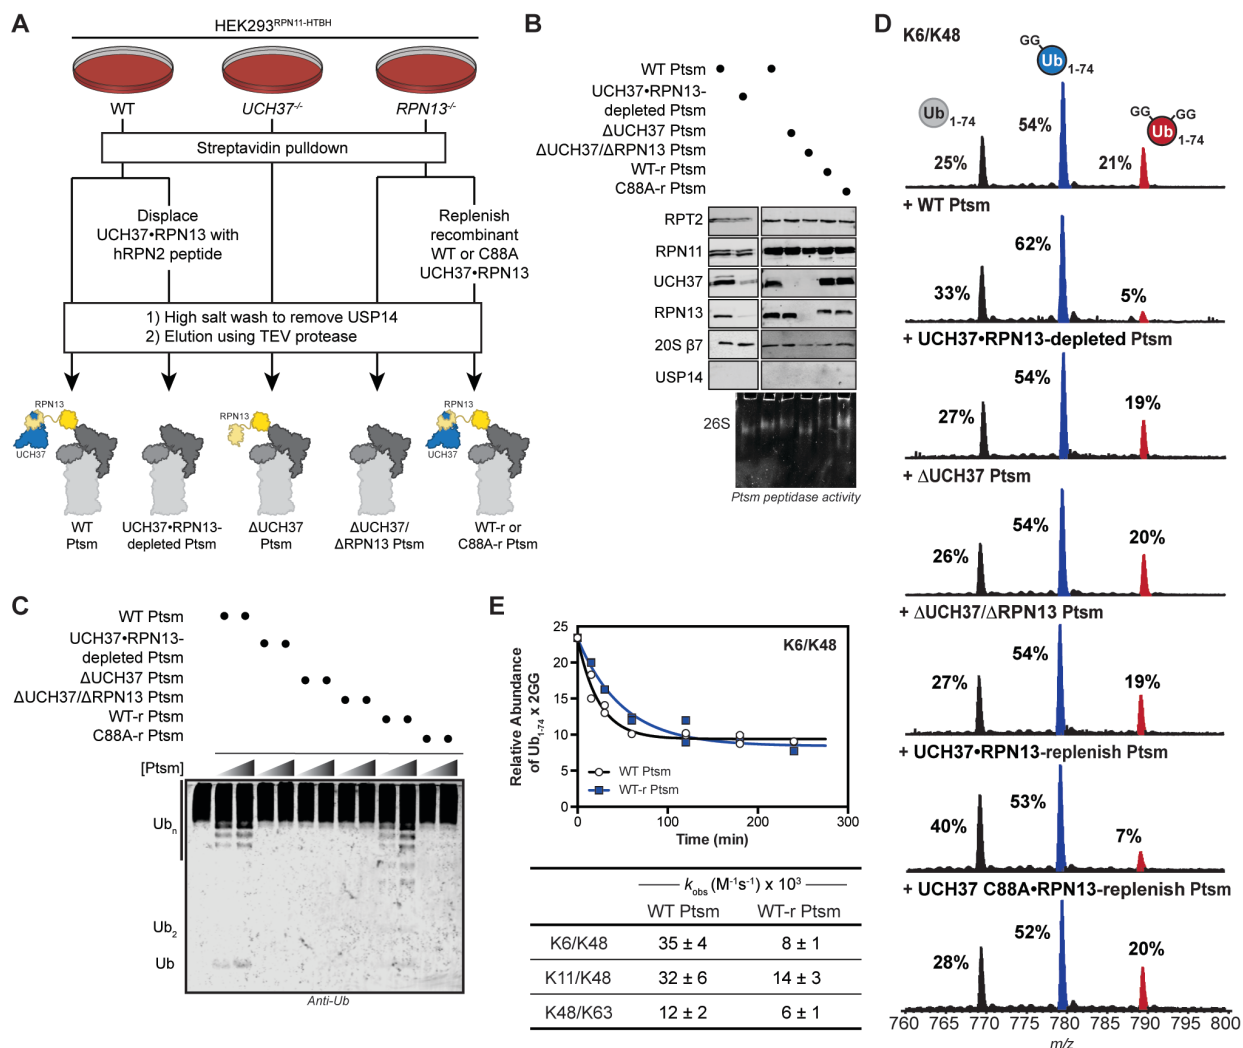 A
HEK293RPN11-HTBH
WT
UCH37-/-
RPN13-/-
Streptavidin pulldown
Displace
UCH37•RPN13 with
hRPN2 peptide
Replenish
recombinant
WT or C88A
UCH37•RPN13
1) High salt wash to remove USP14
2) Elution using TEV protease
RPN13
UCH37
RPN13
RPN13
UCH37
WT
Ptsm
UCH37•RPN13-
depleted Ptsm
ΔUCH37
Ptsm
ΔUCH37/
ΔRPN13 Ptsm
WT-r or
C88A-r Ptsm
B
WT Ptsm
UCH37•RPN13-
depleted Ptsm
ΔUCH37 Ptsm
ΔUCH37/ΔRPN13 Ptsm
WT-r Ptsm
C88A-r Ptsm
RPT2
RPN11
UCH37
RPN13
20S β7
USP14
26S
Ptsm peptidase activity
C
WT Ptsm
UCH37•RPN13-
depleted Ptsm
ΔUCH37 Ptsm
ΔUCH37/ΔRPN13 Ptsm
WT-r Ptsm
C88A-r Ptsm
[Ptsm]
Ubn
Ub2
Ub
Anti-Ub
D
K6/K48
Ub1-74
GG
Ub
1-74
GG GG
Ub
1-74
25%
54%
21%
+ WT Ptsm
33%
62%
5%
+ UCH37•RPN13-depleted Ptsm
27%
54%
19%
+ ΔUCH37 Ptsm
26%
54%
20%
+ ΔUCH37/ΔRPN13 Ptsm
27%
54%
19%
+ UCH37•RPN13-replenish Ptsm
40%
53%
7%
+ UCH37 C88A•RPN13-replenish Ptsm
28%
52%
20%
760 765 770 775 780 785 790 795 800
m/z
E
K6/K48
Relative Abundance
of Ub1-74 x 2GG
25
20
15
10
5
0
WT Ptsm
WT-r Ptsm
0 100 200 300
Time (min)
kobs (M-1s-1) x 103
WT Ptsm WT-r Ptsm
K6/K48 35 ± 4 8 ± 1
K11/K48 32 ± 6 14 ± 3
K48/K63 12 ± 2 6 ± 1